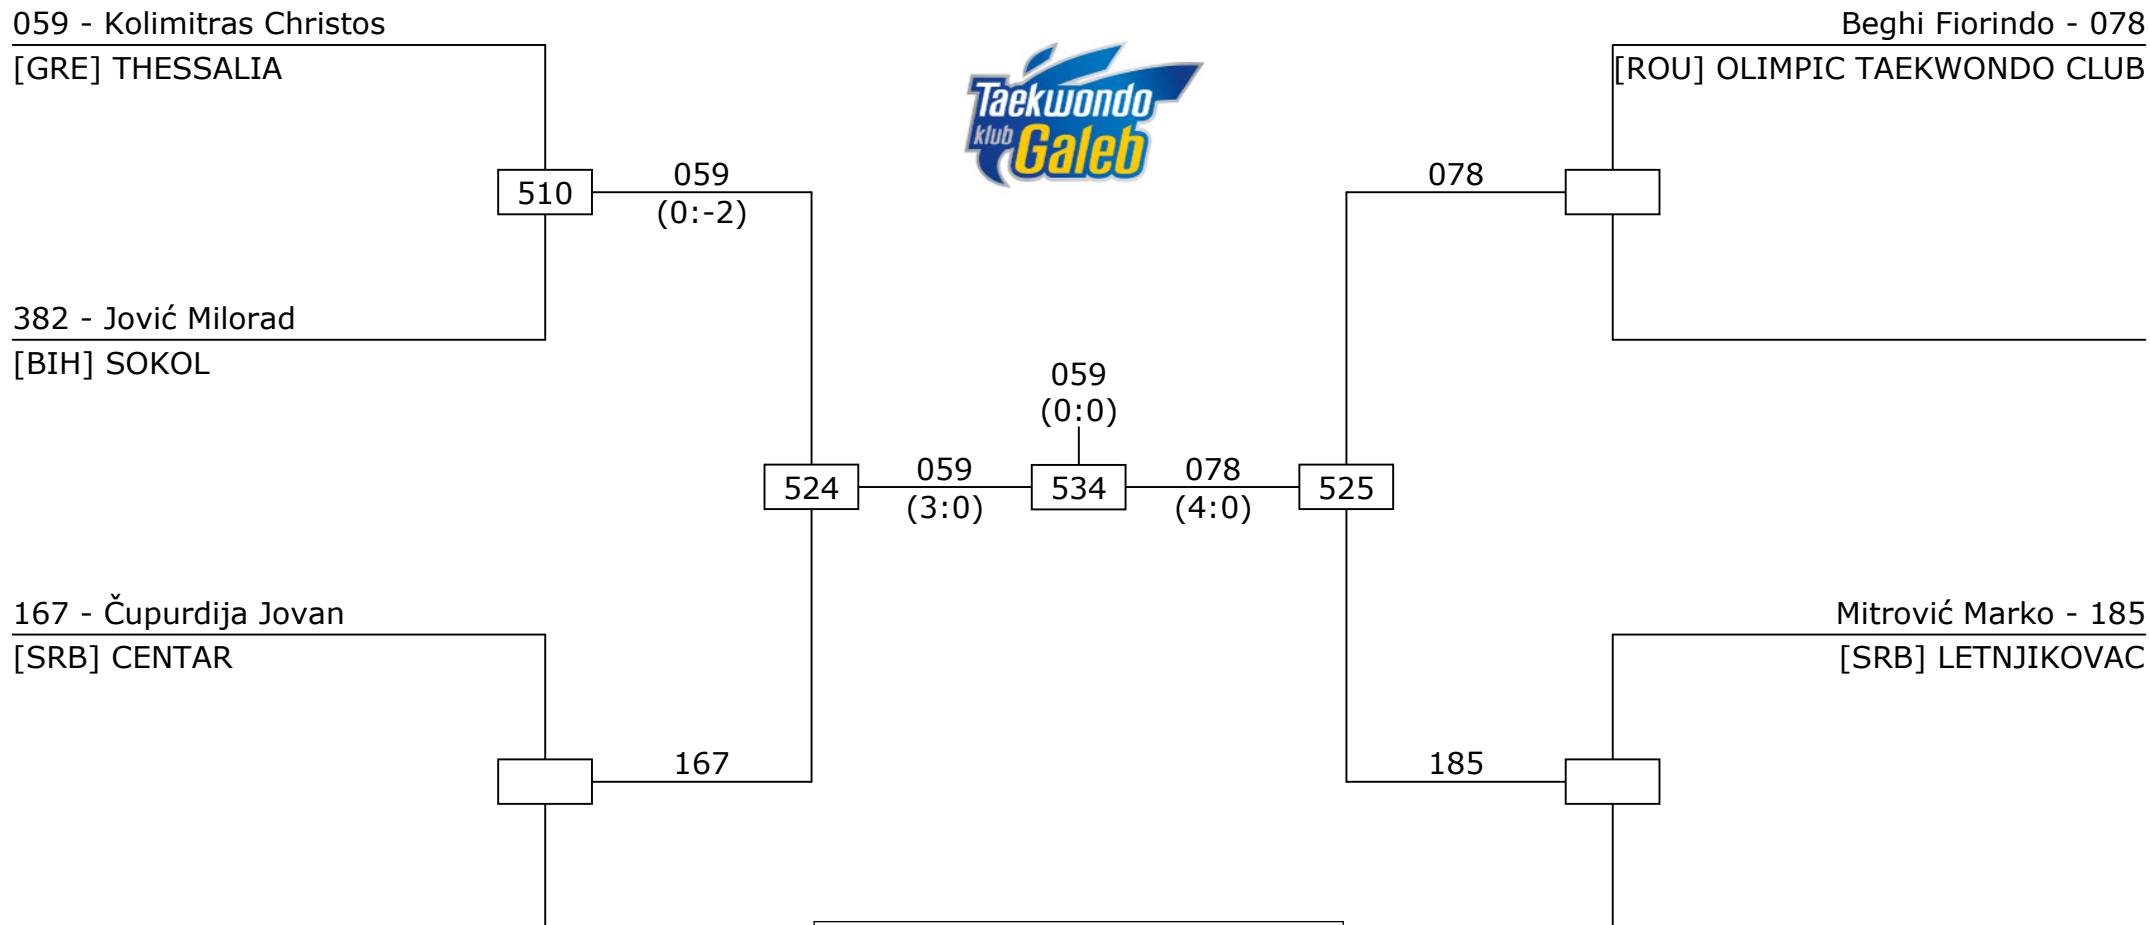 059 - Kolimitras Christos
[GRE] THESSALIA
Beghi Fiorindo - 078
[ROU] OLIMPIC TAEKWONDO CLUB
Taekwondo
klub Galeb
510
059
(0:-2)
078
382 - Jović Milorad
[BIH] SOKOL
059
(0:0)
524
059
(3:0)
534
078
(4:0)
525
167 - Čupurdija Jovan
[SRB] CENTAR
Mitrović Marko - 185
[SRB] LETNJIKOVAC
167
185